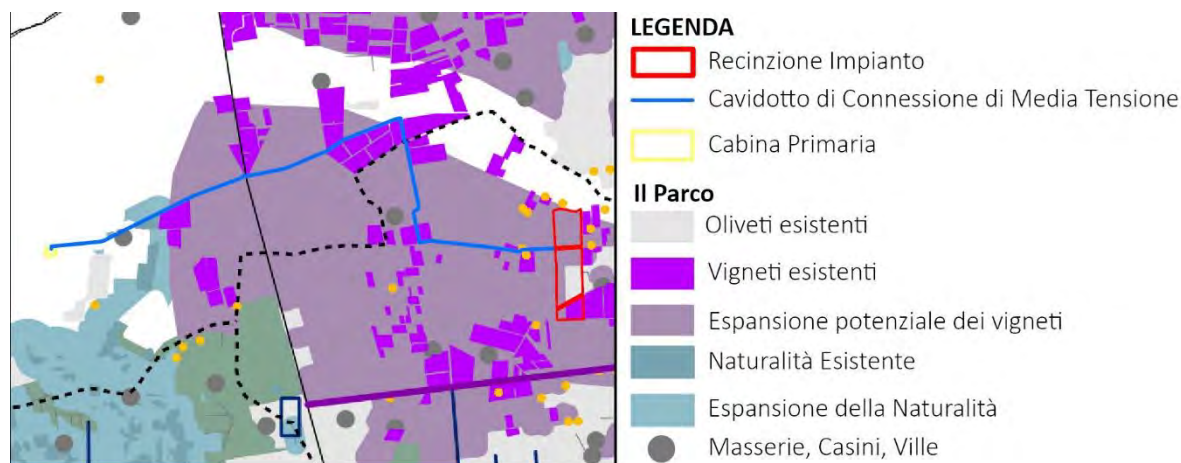 LEGENDA
Recinzione Impianto
Cavidotto di Connessione di Media Tensione
Cabina Primaria
Il Parco
Oliveti esistenti
Vigneti esistenti
Espansione potenziale dei vigneti
Naturalità Esistente
Espansione della Naturalità
Masserie, Casini, Ville